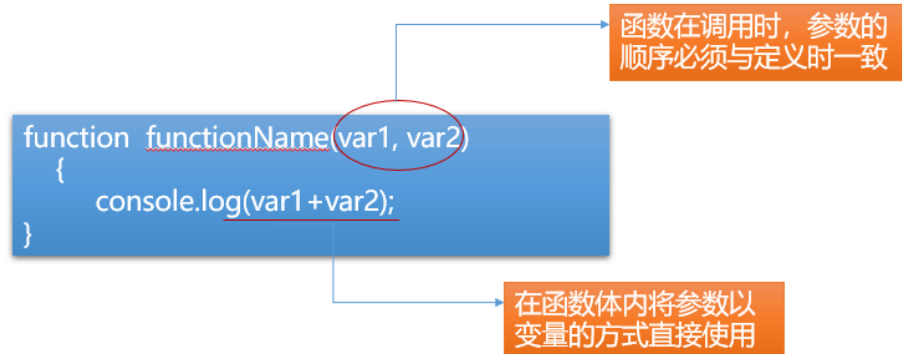 函数在调用时，参数的
顺序必须与定义时一致
function functionName(var1, var2)
{
console.log(var1+var2);
}
在函数体内将参数以
变量的方式直接使用